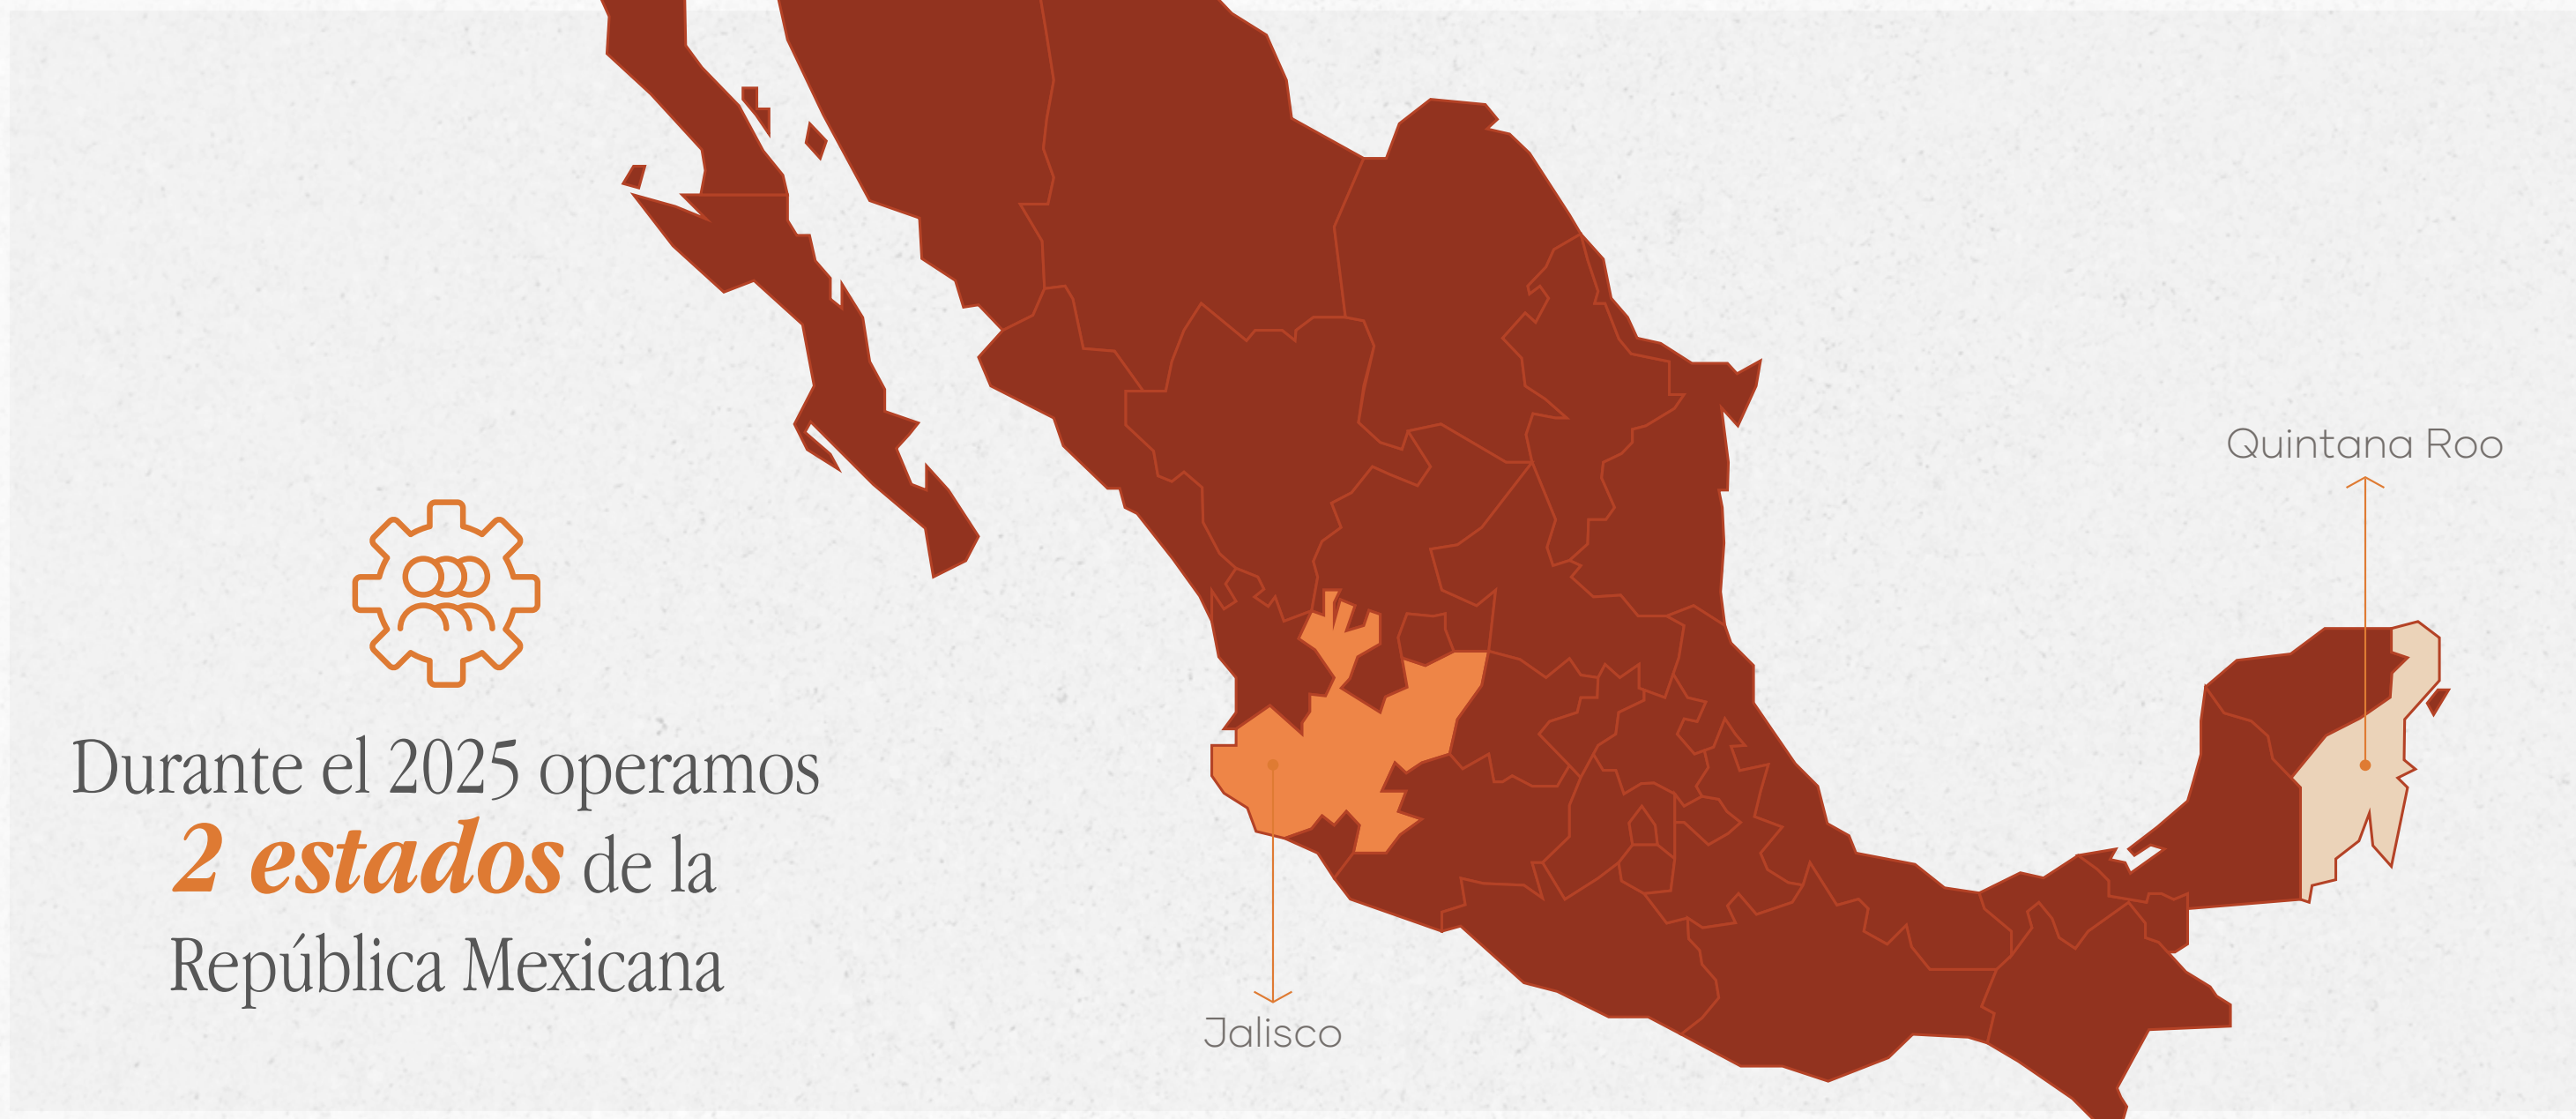 Durante el 2025 operamos
2 estados de la
República Mexicana
Jalisco
Quintana Roo